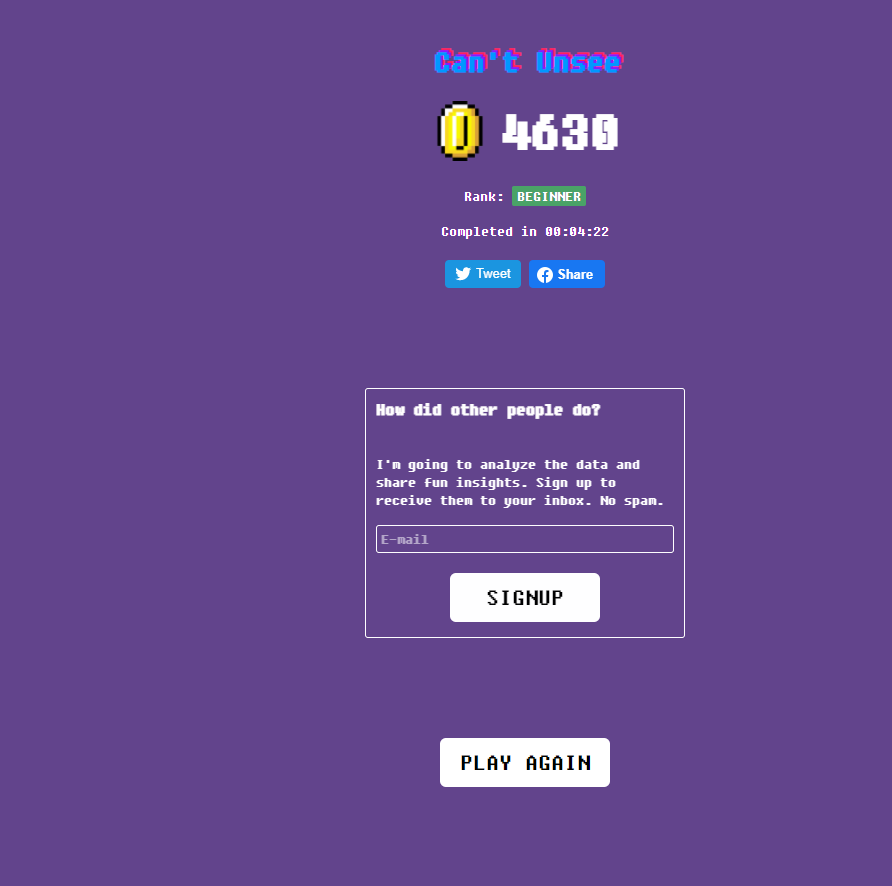 Can't Unsee
4630
Rank: BEGINNER
Completed in 00:04:22
Tweet
Share
How did other people do?
I'm going to analyze the data and
share fun insights. Sign up to
receive them to your inbox. No spam.
E-mail
SIGNUP
PLAY AGAIN